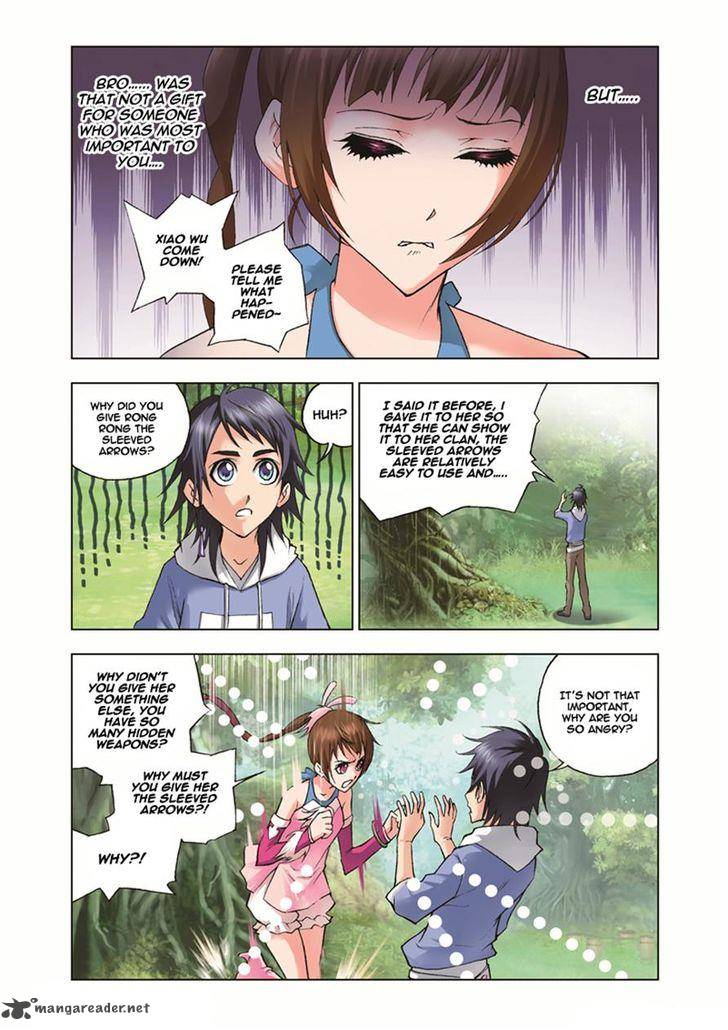 BRO...... WAS
THAT NOT A GIFT
FOR SOMEONE
WHO WAS MOST
IMPORTANT TO
YOU....
BUT.....
XIAO WU
COME
DOWN!
PLEASE
TELL ME
WHAT
HAP-
PENED~
WHY DID YOU
GIVE RONG
RONG THE
SLEEVED
ARROWS?
HUH?
I SAID IT BEFORE, I
GAVE IT TO HER SO
THAT SHE CAN SHOW
IT TO HER CLAN, THE
SLEEVED ARROWS
ARE RELATIVELY
EASY TO USE AND.....
WHY DIDN'T
YOU GIVE HER
SOMETHING
ELSE, YOU
HAVE SO
MANY HIDDEN
WEAPONS?
WHY MUST
YOU GIVE HER
THE SLEEVED
ARROWS?!
WHY?!
IT'S NOT THAT
IMPORTANT,
WHY ARE YOU
SO ANGRY?
mangareader.net